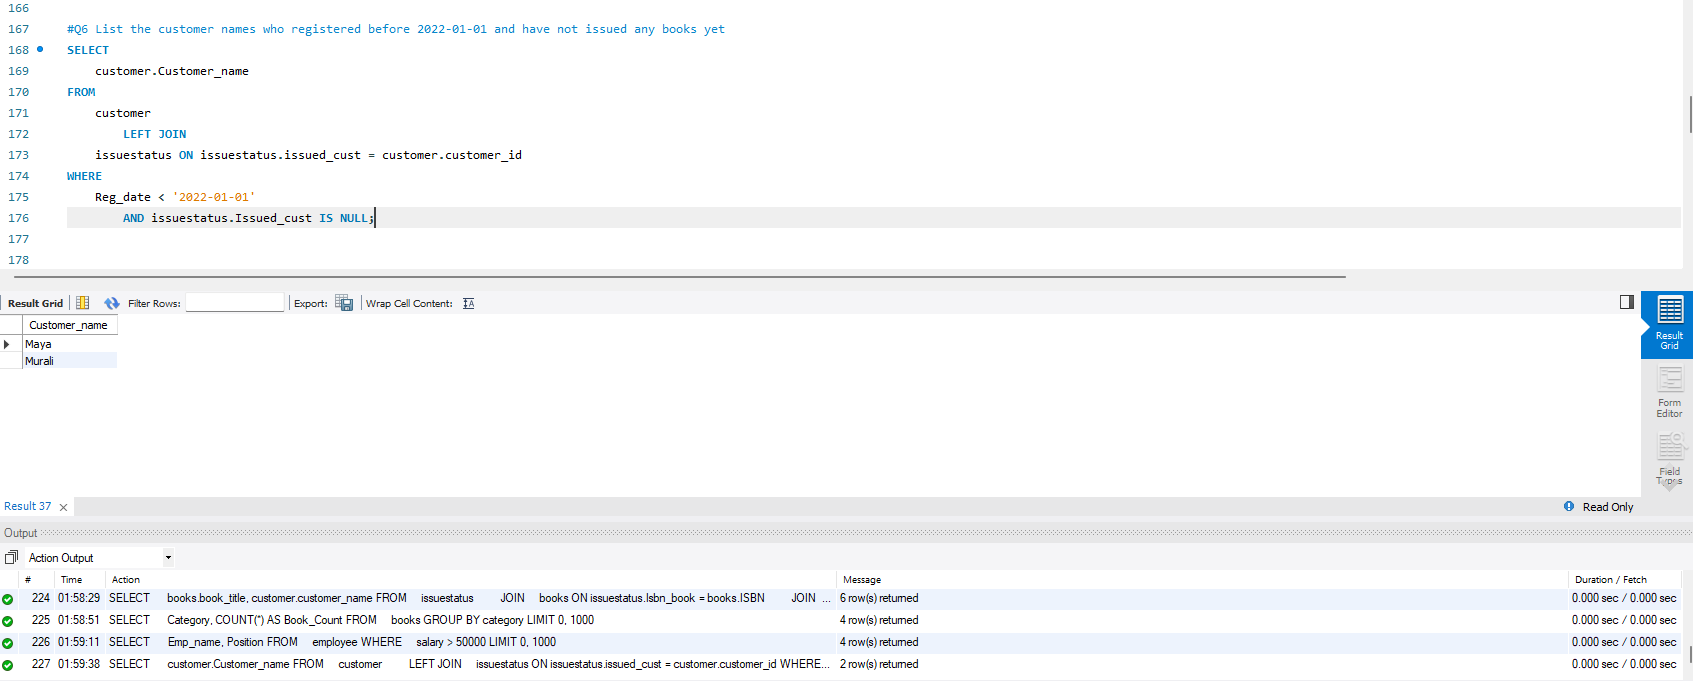 166
167 #Q6 List the customer names who registered before 2022-01-01 and have not issued any books yet
168 SELECT
169 customer.Customer_name
170 FROM
171 customer
172 LEFT JOIN
173 issuestatus ON issuestatus.issued_cust = customer.customer_id
174 WHERE
175 Reg_date < '2022-01-01'
176 AND issuestatus.Issued_cust IS NULL;
177
178
Result Grid Filter Rows: Export: Wrap Cell Content:
Customer_name
Maya
Murali
Result
Grid
Form
Editor
Field
Types
Result 37 Read Only
Output
Action Output
# Time Action Message Duration / Fetch
224 01:58:29 SELECT books.book_title, customer.customer_name FROM issuestatus JOIN books ON issuestatus.Isbn_book = books.ISBN JOIN ... 6 row(s) returned 0.000 sec / 0.000 sec
225 01:58:51 SELECT Category, COUNT(*) AS Book_Count FROM books GROUP BY category LIMIT 0, 1000 4 row(s) returned 0.000 sec / 0.000 sec
226 01:59:11 SELECT Emp_name, Position FROM employee WHERE salary > 50000 LIMIT 0, 1000 4 row(s) returned 0.000 sec / 0.000 sec
227 01:59:38 SELECT customer.Customer_name FROM customer LEFT JOIN issuestatus ON issuestatus.issued_cust = customer.customer_id WHERE... 2 row(s) returned 0.000 sec / 0.000 sec